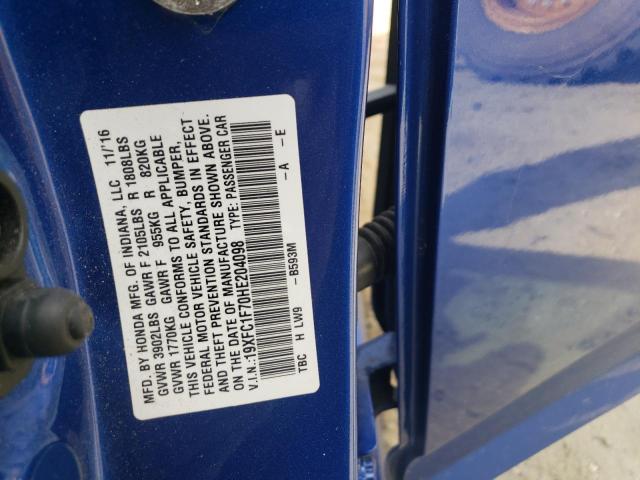 MFD. BY HONDA MFG. OF INDIANA, LLC 11/'16
GVWR 3902LBS GAWR F 2105LBS R 1808LBS
GVWR 1770KG GAWR F 955KG R 820KG
THIS VEHICLE CONFORMS TO ALL APPLICABLE
FEDERAL MOTOR VEHICLE SAFETY, BUMPER,
AND THEFT PREVENTION STANDARDS IN EFFECT
ON THE DATE OF MANUFACTURE SHOWN ABOVE.
V.I.N.:19XFC1F70HE204098 TYPE: PASSENGER CAR
TBC H LW9 - B593M - A - E